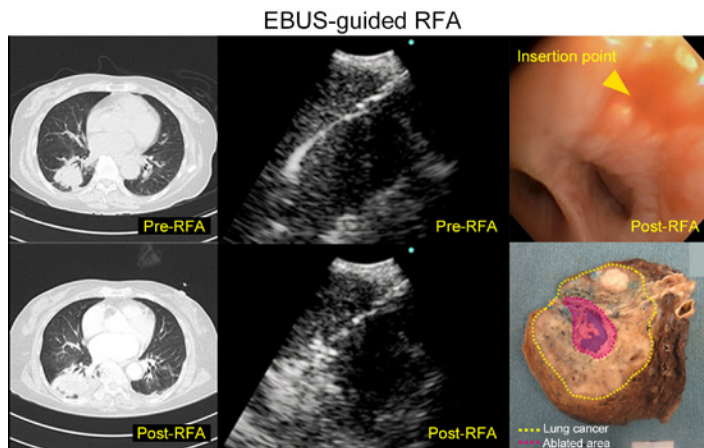 EBUS-guided RFA
Pre-RFA
Pre-RFA
Insertion point
Post-RFA
Post-RFA
Post-RFA
Lung cancer
Ablated area